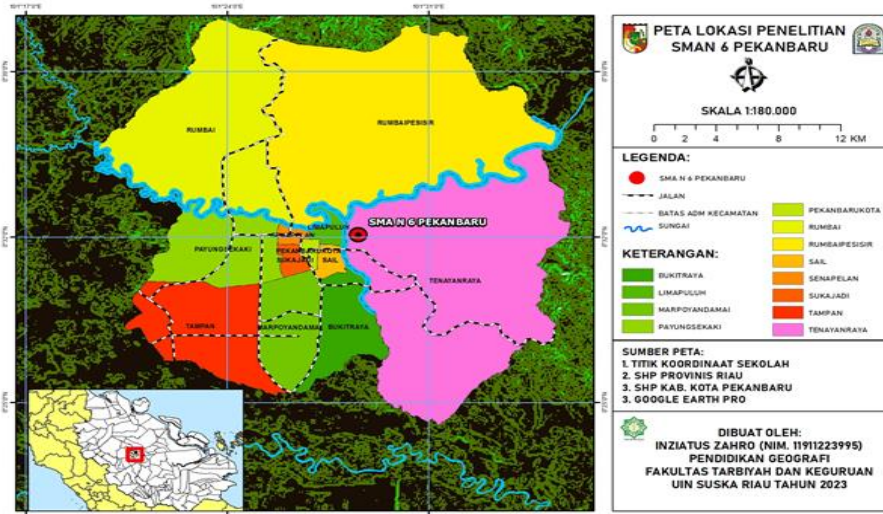 101°24'0"E
RUMBAI
RUMBAIPESISIR
LIMAPULUH
SMA N 6 PEKANBARU
PAYUNGSEKAKI
PEKANBARUKOTA
SUKAJADI
SAIL
TENAYANRAYA
TAMPAN
MARPOYANDAMAI
BUKITRAYA
PETA LOKASI PENELITIAN
SMAN 6 PEKANBARU
SKALA 1:180.000
0 2 4 8 12 KM
LEGENDA:
SMA N 6 PEKANBARU
JALAN
BATAS ADM KECAMATAN
SUNGAI
KETERANGAN:
BUKITRAYA
LIMAPULUH
MARPOYANDAMAI
PAYUNGSEKAKI
PEKANBARUKOTA
RUMBAI
RUMBAIPESISIR
SAIL
SENAPELAN
SUKAJADI
TAMPAN
TENAYANRAYA
SUMBER PETA:
1. TITIK KOORDINAAT SEKOLAH
2. SHP PROVINIS RIAU
3. SHP KAB. KOTA PEKANBARU
3. GOOGLE EARTH PRO
DIBUAT OLEH:
INZIATUS ZAHRO (NIM. 11911223995)
PENDIDIKAN GEOGRAFI
FAKULTAS TARBIYAH DAN KEGURUAN
UIN SUSKA RIAU TAHUN 2023